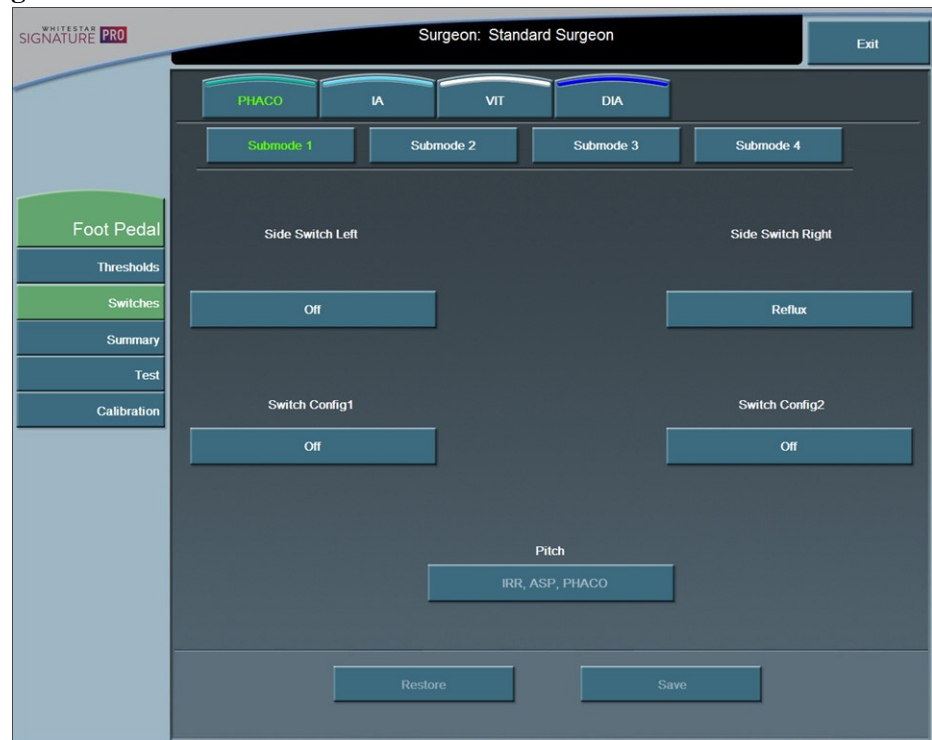 WHITESTAR
SIGNATURE PRO
Surgeon: Standard Surgeon
Exit
PHACO IA VIT DIA
Submode 1 Submode 2 Submode 3 Submode 4
Foot Pedal
Thresholds
Switches
Summary
Test
Calibration
Side Switch Left Side Switch Right
Off Reflux
Switch Config1 Switch Config2
Off Off
Pitch
IRR, ASP, PHACO
Restore Save